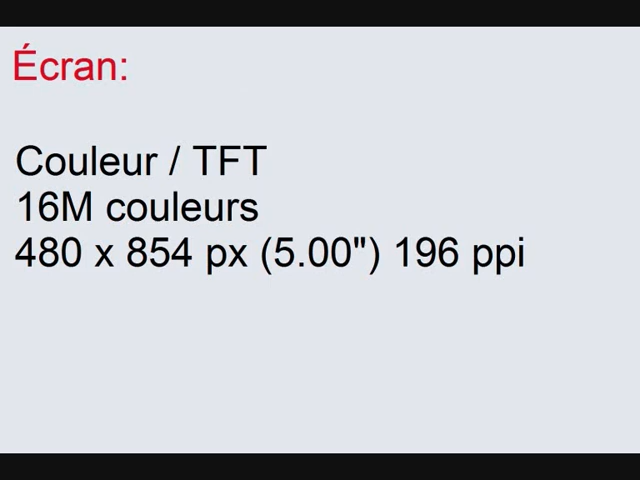 Écran:
Couleur / TFT
16M couleurs
480 x 854 px (5.00") 196 ppi